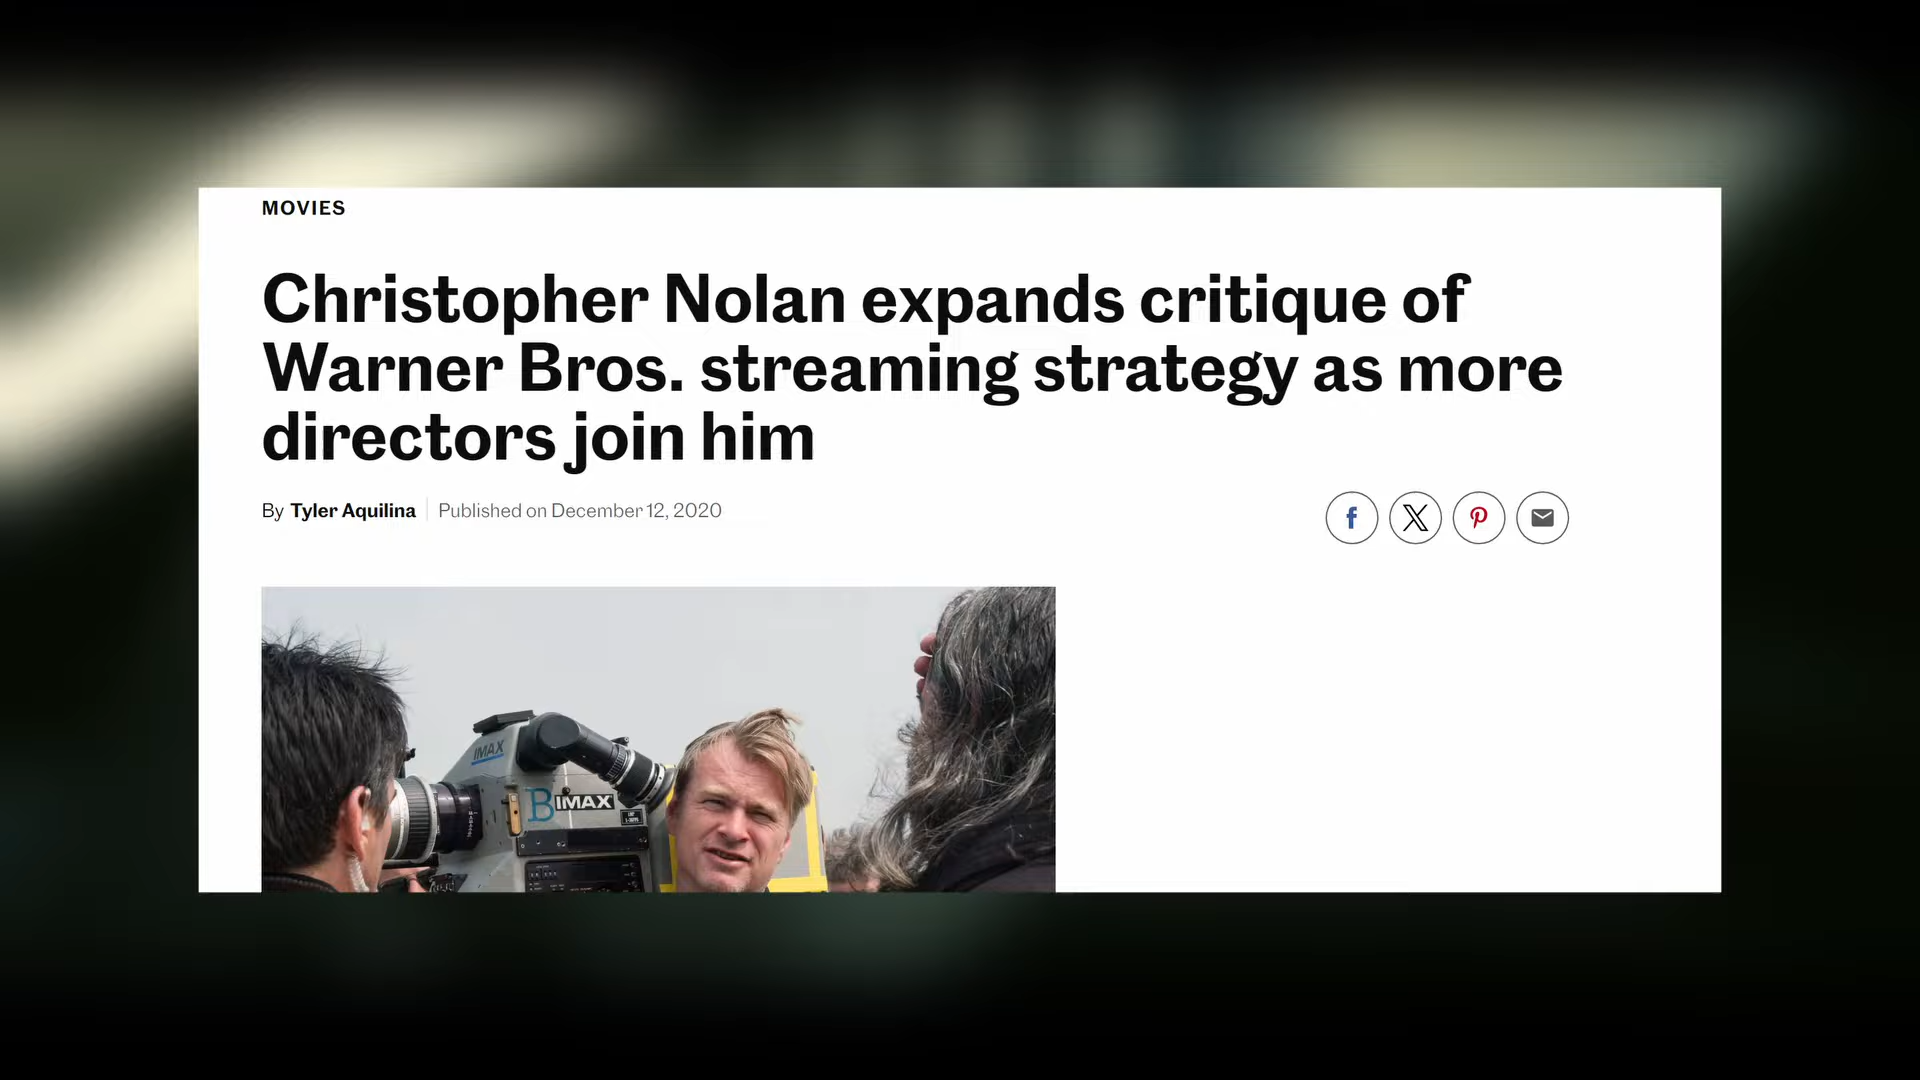 MOVIES
Christopher Nolan expands critique of
Warner Bros. streaming strategy as more
directors join him
By Tyler Aquilina
Published on December 12, 2020
IMAX
B IMAX